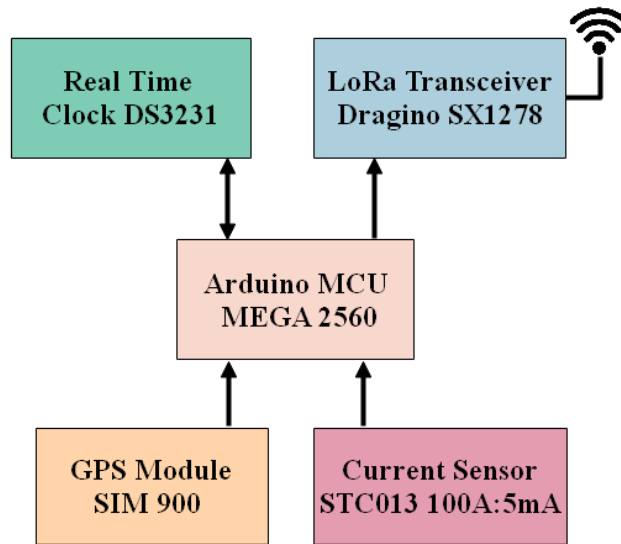 Real Time
Clock DS3231
LoRa Transceiver
Dragino SX1278
Arduino MCU
MEGA 2560
GPS Module
SIM 900
Current Sensor
STC013 100A:5mA